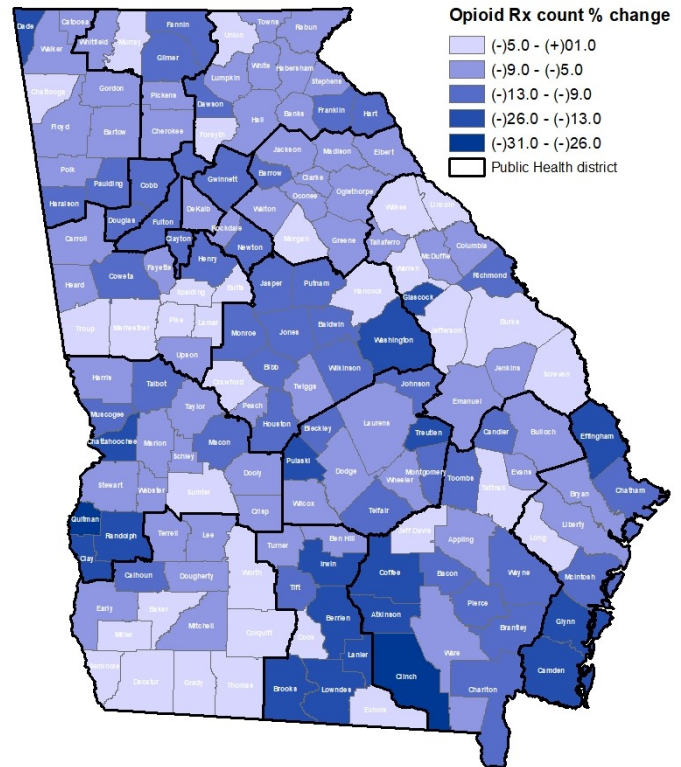 Opioid Rx count % change
(-)5.0 - (+)01.0
(-)9.0 - (-)5.0
(-)13.0 - (-)9.0
(-)26.0 - (-)13.0
(-)31.0 - (-)26.0
Public Health district
Dade Catoosa Fannin Towns Rabun
Walker Whitfield Murray Union
Gilmer White Habersham
Chattooga Gordon Pickens Lumpkin Stephens
Dawson Banks Franklin Hart
Floyd Bartow Cherokee Forsyth Hall
Jackson Madison Elbert
Polk Paulding Cobb Gwinnett Barrow Clarke
Haralson Oconee Oglethorpe Wilkes Lincoln
Douglas Fulton DeKalb Walton
Carroll Clayton Rockdale Newton Morgan Greene Taliaferro McDuffie Columbia
Heard Coweta Fayette Henry Jasper Putnam Hancock Warren Richmond
Spalding Butts Glascock
Troup Meriwether Pike Lamar Monroe Jones Baldwin Washington Jefferson Burke
Upson Bibb Wilkinson Jenkins Screven
Harris Talbot Crawford Twiggs Johnson Emanuel
Taylor Peach
Muscogee Houston Bleckley Laurens Treutlen Candler Bulloch Effingham
Chattahoochee Marion Macon
Schley Pulaski Dodge Montgomery Toombs Evans
Stewart Webster Sumter Dooly Wheeler Tattnall Bryan Chatham
Crisp Wilcox Telfair
Quitman Liberty
Randolph Terrell Lee Turner Ben Hill Jeff Davis Appling Long
Clay Worth Irwin Coffee Bacon Wayne McIntosh
Calhoun Dougherty Tift
Early Baker Mitchell Berrien Atkinson Pierce
Miller Colquitt Cook Brantley Glynn
Lanier Ware
Seminole Decatur Grady Thomas Brooks Lowndes Clinch Charlton Camden
Echols